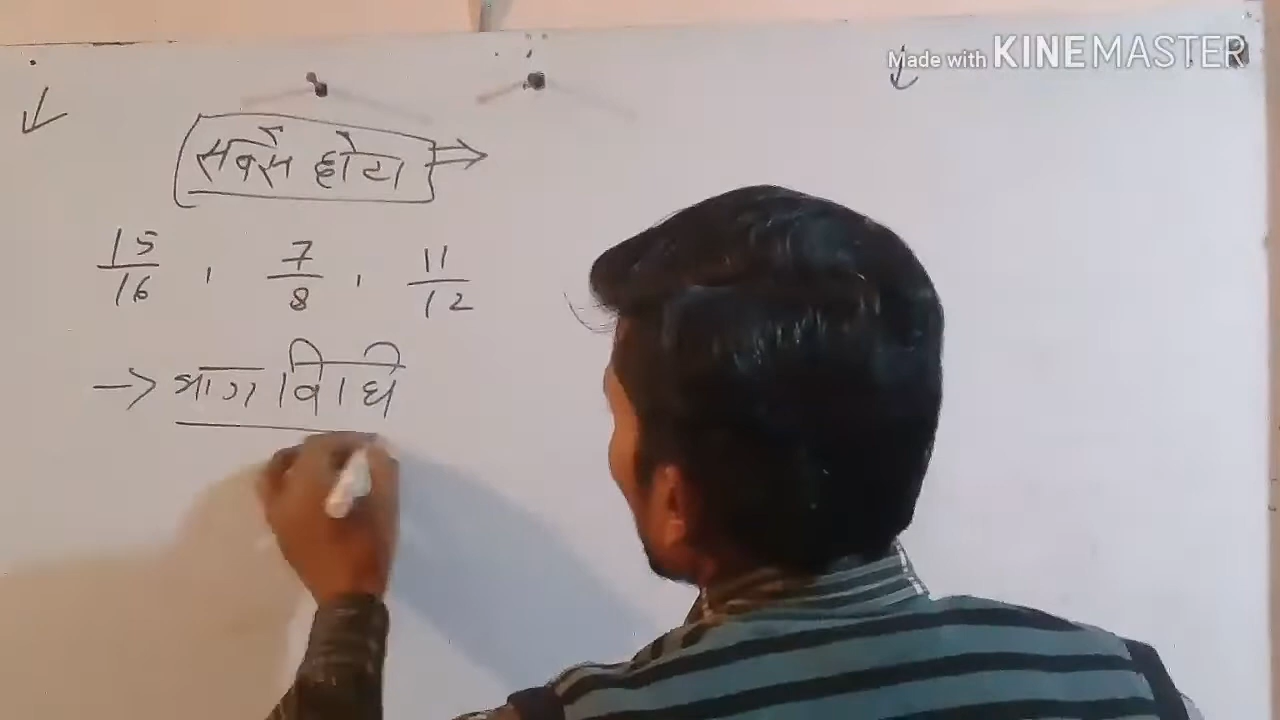 Made with KINEMASTER
सबसे छोटा ⇒
15/16 , 7/8 , 11/12
→ भाग विधि